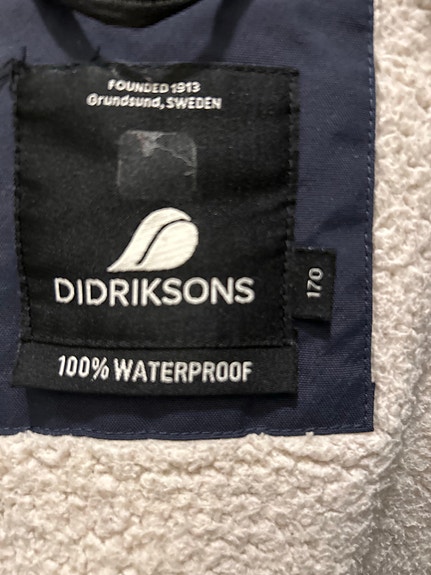 FOUNDED 1913
Grundsund, SWEDEN
DIDRIKSONS
170
100% WATERPROOF